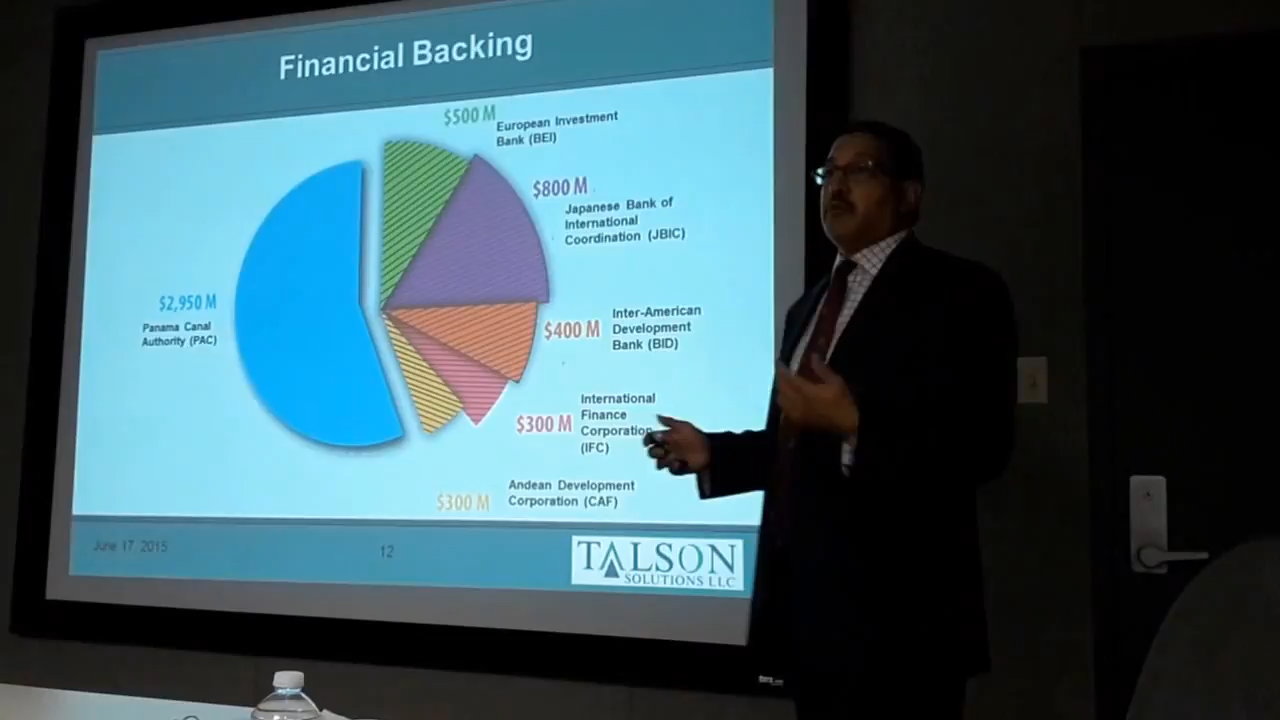 Financial Backing
$500 M
European Investment
Bank (BEI)
$800 M
Japanese Bank of
International
Coordination (JBIC)
$2,950 M
Panama Canal
Authority (PAC)
$400 M
Inter-American
Development
Bank (BID)
$300 M
International
Finance
Corporation
(IFC)
$300 M
Andean Development
Corporation (CAF)
June 17, 2015
12
TALSON
SOLUTIONS LLC